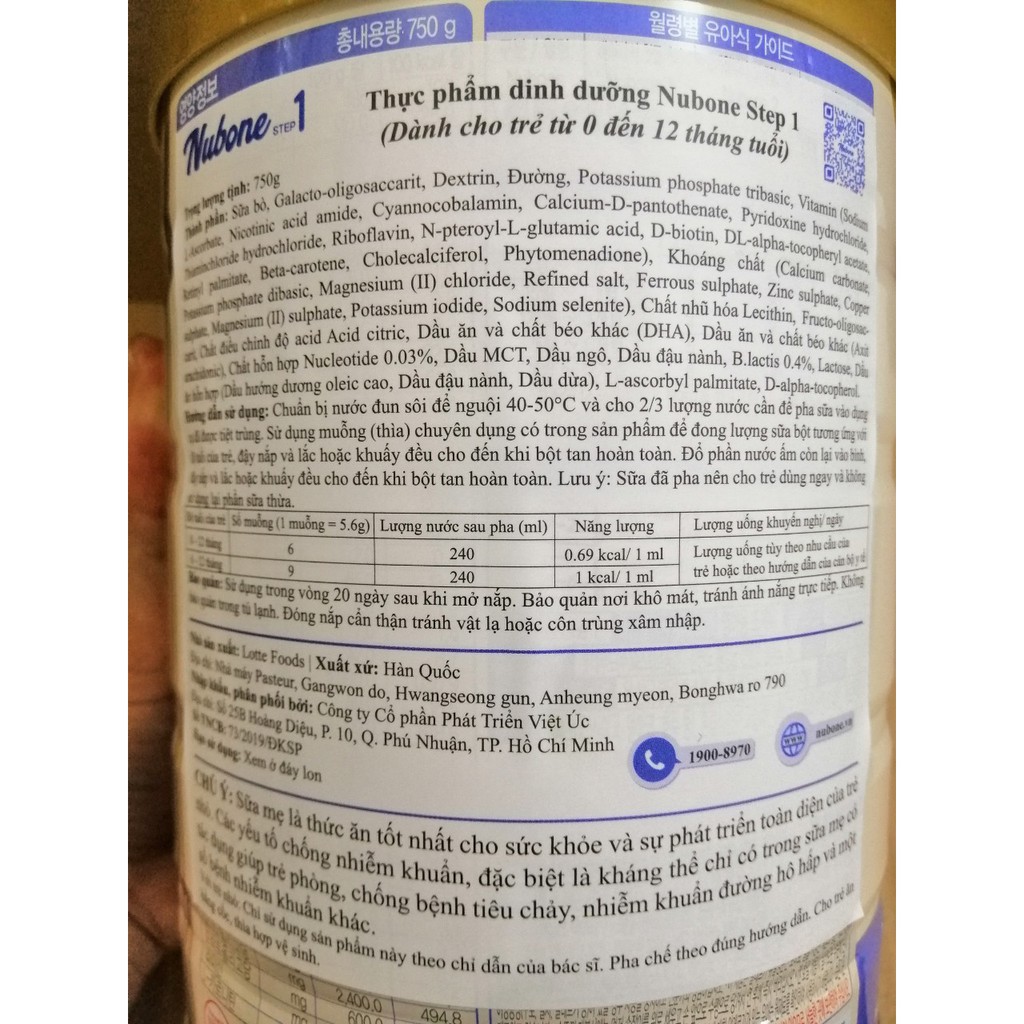 총내용량 750 g
월령별 유아식 가이드
영양정보
Nubone STEP 1
Thực phẩm dinh dưỡng Nubone Step 1
(Dành cho trẻ từ 0 đến 12 tháng tuổi)
Trọng lượng tịnh: 750g
Thành phần: Sữa bò, Galacto-oligosaccarit, Dextrin, Đường, Potassium phosphate tribasic, Vitamin (Sodium
L-Ascorbate, Nicotinic acid amide, Cyannocobalamin, Calcium-D-pantothenate, Pyridoxine hydrochloride,
Thiaminchloride hydrochloride, Riboflavin, N-pteroyl-L-glutamic acid, D-biotin, DL-alpha-tocopheryl acetate,
Retinyl palmitate, Beta-carotene, Cholecalciferol, Phytomenadione), Khoáng chất (Calcium carbonate,
Potassium phosphate dibasic, Magnesium (II) chloride, Refined salt, Ferrous sulphate, Zinc sulphate, Copper
sulphate, Magnesium (II) sulphate, Potassium iodide, Sodium selenite), Chất nhũ hóa Lecithin, Fructo-oligosac-
carit, Chất điều chỉnh độ acid Acid citric, Dầu ăn và chất béo khác (DHA), Dầu ăn và chất béo khác (Axit
arachidonic), Chất hỗn hợp Nucleotide 0.03%, Dầu MCT, Dầu ngô, Dầu đậu nành, B.lactis 0.4%, Lactose, Dầu
ăn hỗn hợp (Dầu hướng dương oleic cao, Dầu đậu nành, Dầu dừa), L-ascorbyl palmitate, D-alpha-tocopherol.
Hướng dẫn sử dụng: Chuẩn bị nước đun sôi để nguội 40-50°C và cho 2/3 lượng nước cần để pha sữa vào dụng
cụ đã được tiệt trùng. Sử dụng muỗng (thìa) chuyên dụng có trong sản phẩm để đong lượng sữa bột tương ứng với
độ tuổi của trẻ, đậy nắp và lắc hoặc khuấy đều cho đến khi bột tan hoàn toàn. Đổ phần nước ấm còn lại vào bình,
đậy nắp và lắc hoặc khuấy đều cho đến khi bột tan hoàn toàn. Lưu ý: Sữa đã pha nên cho trẻ dùng ngay và không
sử dụng lại phần sữa thừa.
tuổi của trẻ Số muỗng (1 muỗng = 5.6g) Lượng nước sau pha (ml) Năng lượng Lượng uống khuyến nghị/ ngày
tháng 6 240 0.69 kcal/ 1 ml Lượng uống tùy theo nhu cầu của
12 tháng 9 240 1 kcal/ 1 ml trẻ hoặc theo hướng dẫn của cán bộ y tế
Bảo quản: Sử dụng trong vòng 20 ngày sau khi mở nắp. Bảo quản nơi khô mát, tránh ánh nắng trực tiếp. Không
bảo quản trong tủ lạnh. Đóng nắp cẩn thận tránh vật lạ hoặc côn trùng xâm nhập.
Nhà sản xuất: Lotte Foods | Xuất xứ: Hàn Quốc
Địa chỉ: Nhà máy Pasteur, Gangwon do, Hwangseong gun, Anheung myeon, Bonghwa ro 790
Nhập khẩu, phân phối bởi: Công ty Cổ phần Phát Triển Việt Úc
Địa chỉ: Số 25B Hoàng Diệu, P. 10, Q. Phú Nhuận, TP. Hồ Chí Minh
Số TNCB: 73/2019/ĐKSP
Hạn sử dụng: Xem ở đáy lon
1900-8970
nubone.vn
CHÚ Ý: Sữa mẹ là thức ăn tốt nhất cho sức khỏe và sự phát triển toàn diện của trẻ
nhỏ. Các yếu tố chống nhiễm khuẩn, đặc biệt là kháng thể chỉ có trong sữa mẹ có
tác dụng giúp trẻ phòng, chống bệnh tiêu chảy, nhiễm khuẩn đường hô hấp và một
số bệnh nhiễm khuẩn khác.
Chỉ sử dụng sản phẩm này theo chỉ dẫn của bác sĩ. Pha chế theo đúng hướng dẫn. Cho trẻ ăn
bằng cốc, thìa hợp vệ sinh.
mg 2,400.0 494.8
mg 600.0
mg